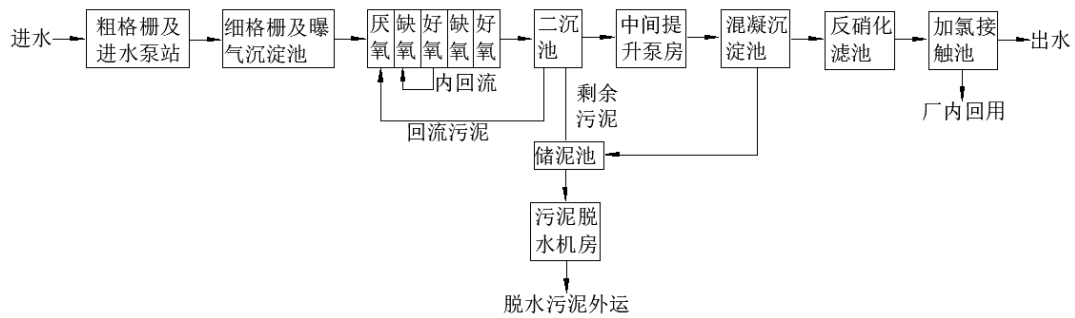 进水
粗格栅及
进水泵站
细格栅及曝
气沉淀池
厌氧
缺氧
好氧
缺氧
好氧
二沉
池
中间提
升泵房
混凝沉
淀池
反硝化
滤池
加氯接
触池
出水
内回流
回流污泥
剩余
污泥
厂内回用
储泥池
污泥脱
水机房
脱水污泥外运